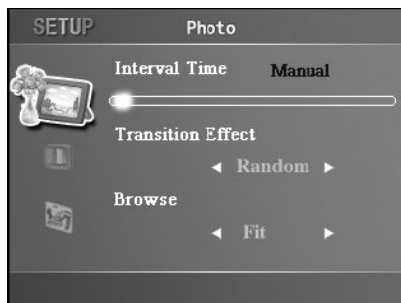 SETUP Photo
Interval Time Manual
Transition Effect
Random
Browse
Fit